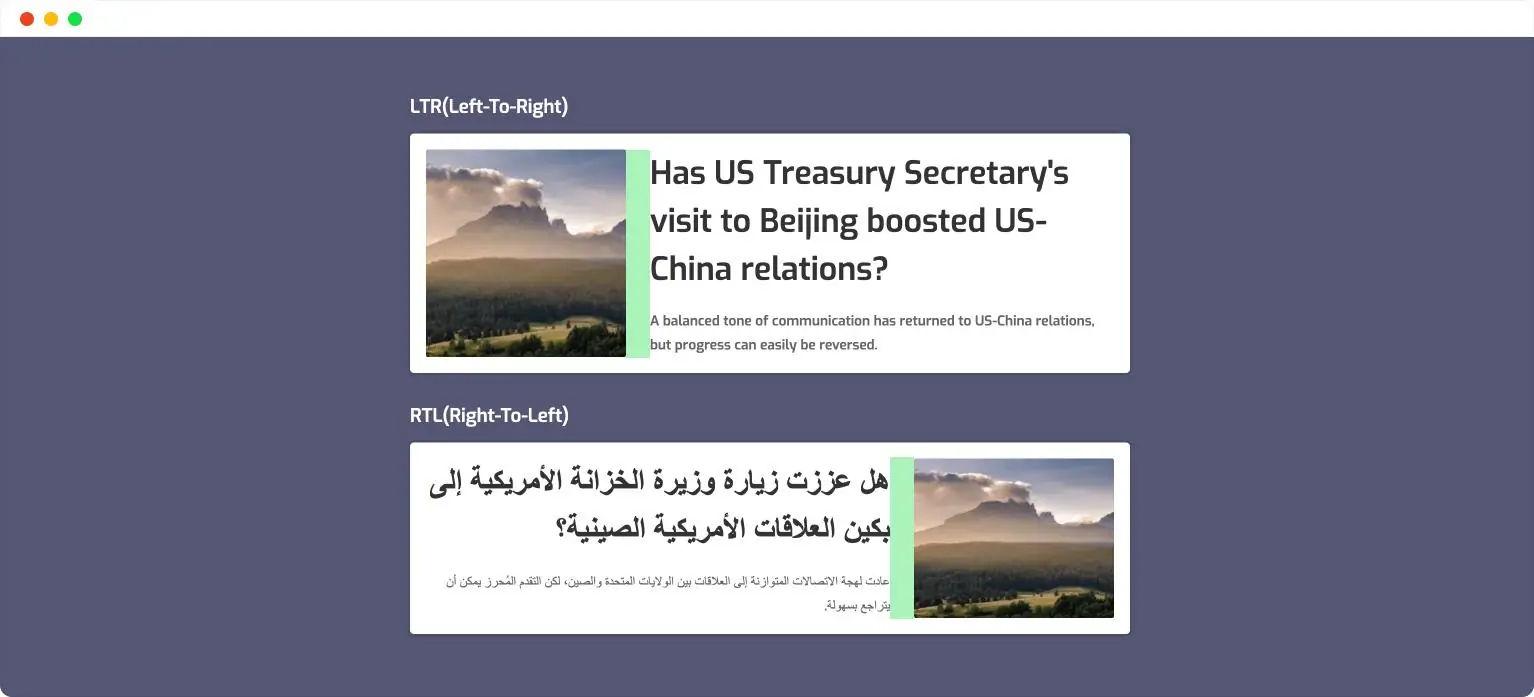 LTR(Left-To-Right)
Has US Treasury Secretary's
visit to Beijing boosted US-
China relations?
A balanced tone of communication has returned to US-China relations,
but progress can easily be reversed.
RTL(Right-To-Left)
هل عززت زيارة وزيرة الخزانة الأمريكية إلى
بكين العلاقات الأمريكية الصينية؟
عادت لهجة الاتصالات المتوازنة إلى العلاقات بين الولايات المتحدة والصين، لكن التقدم المُحرز يمكن أن
يتراجع بسهولة.